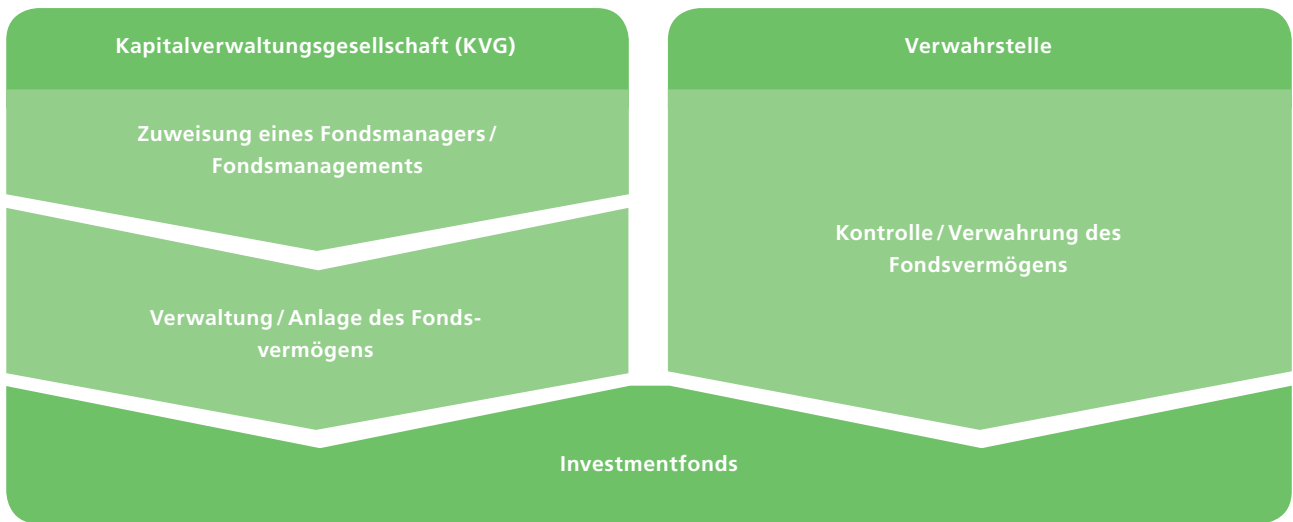 Kapitalverwaltungsgesellschaft (KVG)
Zuweisung eines Fondsmanagers / 
Fondsmanagements
Verwaltung / Anlage des Fonds-
vermögens
Verwahrstelle
Kontrolle / Verwahrung des
Fondsvermögens
Investmentfonds